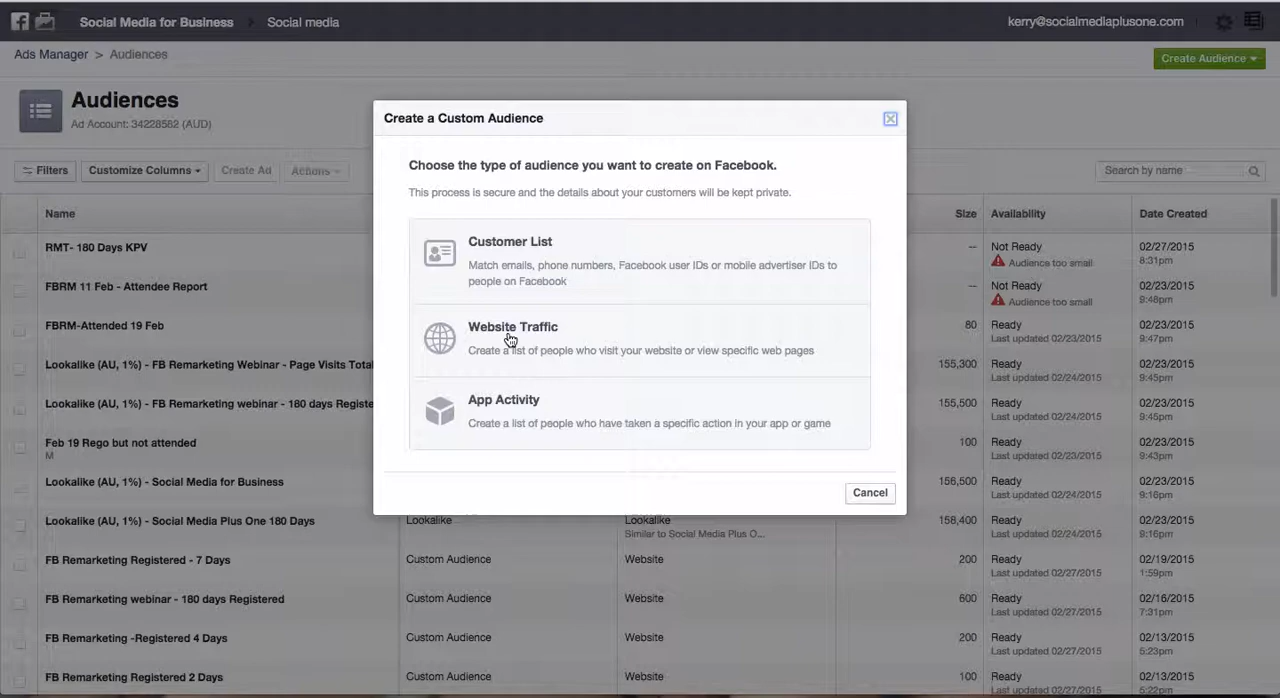 Social Media for Business > Social media
kerry@socialmediaplusone.com
Ads Manager > Audiences
Create Audience
Audiences
Ad Account: 34228582 (AUD)
Filters
Customize Columns
Create Ad
Actions
Search by name
Create a Custom Audience
Choose the type of audience you want to create on Facebook.
This process is secure and the details about your customers will be kept private.
Customer List
Match emails, phone numbers, Facebook user IDs or mobile advertiser IDs to
people on Facebook
Website Traffic
Create a list of people who visit your website or view specific web pages
App Activity
Create a list of people who have taken a specific action in your app or game
Cancel
Name Size Availability Date Created
RMT- 180 Days KPV -- Not Ready 02/27/2015
Audience too small 8:31pm
FBRM 11 Feb - Attendee Report -- Not Ready 02/23/2015
Audience too small 9:48pm
FBRM-Attended 19 Feb 80 Ready 02/23/2015
Last updated 02/23/2015 9:47pm
Lookalike (AU, 1%) - FB Remarketing Webinar - Page Visits Tota 155,300 Ready 02/23/2015
Last updated 02/24/2015 9:45pm
Lookalike (AU, 1%) - FB Remarketing webinar - 180 days Registe 155,500 Ready 02/23/2015
Last updated 02/24/2015 9:45pm
Feb 19 Rego but not attended 100 Ready 02/23/2015
M Last updated 02/23/2015 9:43pm
Lookalike (AU, 1%) - Social Media for Business 156,500 Ready 02/23/2015
Last updated 02/24/2015 9:16pm
Lookalike (AU, 1%) - Social Media Plus One 180 Days Lookalike Lookalike 158,400 Ready 02/23/2015
Similar to Social Media Plus O... Last updated 02/24/2015 9:16pm
FB Remarketing Registered - 7 Days Custom Audience Website 200 Ready 02/19/2015
Last updated 02/27/2015 1:59pm
FB Remarketing webinar - 180 days Registered Custom Audience Website 600 Ready 02/16/2015
Last updated 02/27/2015 7:31pm
FB Remarketing -Registered 4 Days Custom Audience Website 200 Ready 02/13/2015
Last updated 02/27/2015 5:23pm
FB Remarketing Registered 2 Days Custom Audience Website 100 Ready 02/13/2015
Last updated 02/27/2015 5:22pm